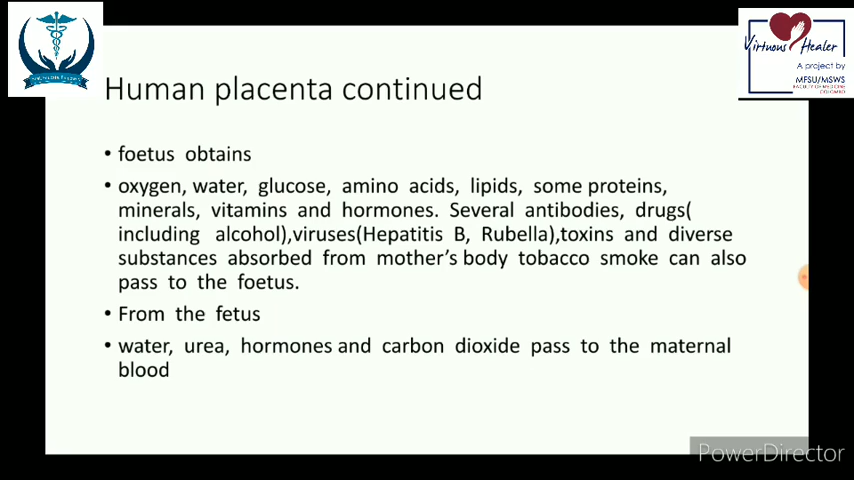 Virtuous Healer
A project by
MFSU/MSWS
FACULTY OF MEDICINE
COLOMBO
Human placenta continued
• foetus obtains
• oxygen, water, glucose, amino acids, lipids, some proteins,
minerals, vitamins and hormones. Several antibodies, drugs(
including alcohol),viruses(Hepatitis B, Rubella),toxins and diverse
substances absorbed from mother's body tobacco smoke can also
pass to the foetus.
• From the fetus
• water, urea, hormones and carbon dioxide pass to the maternal
blood
PowerDirector